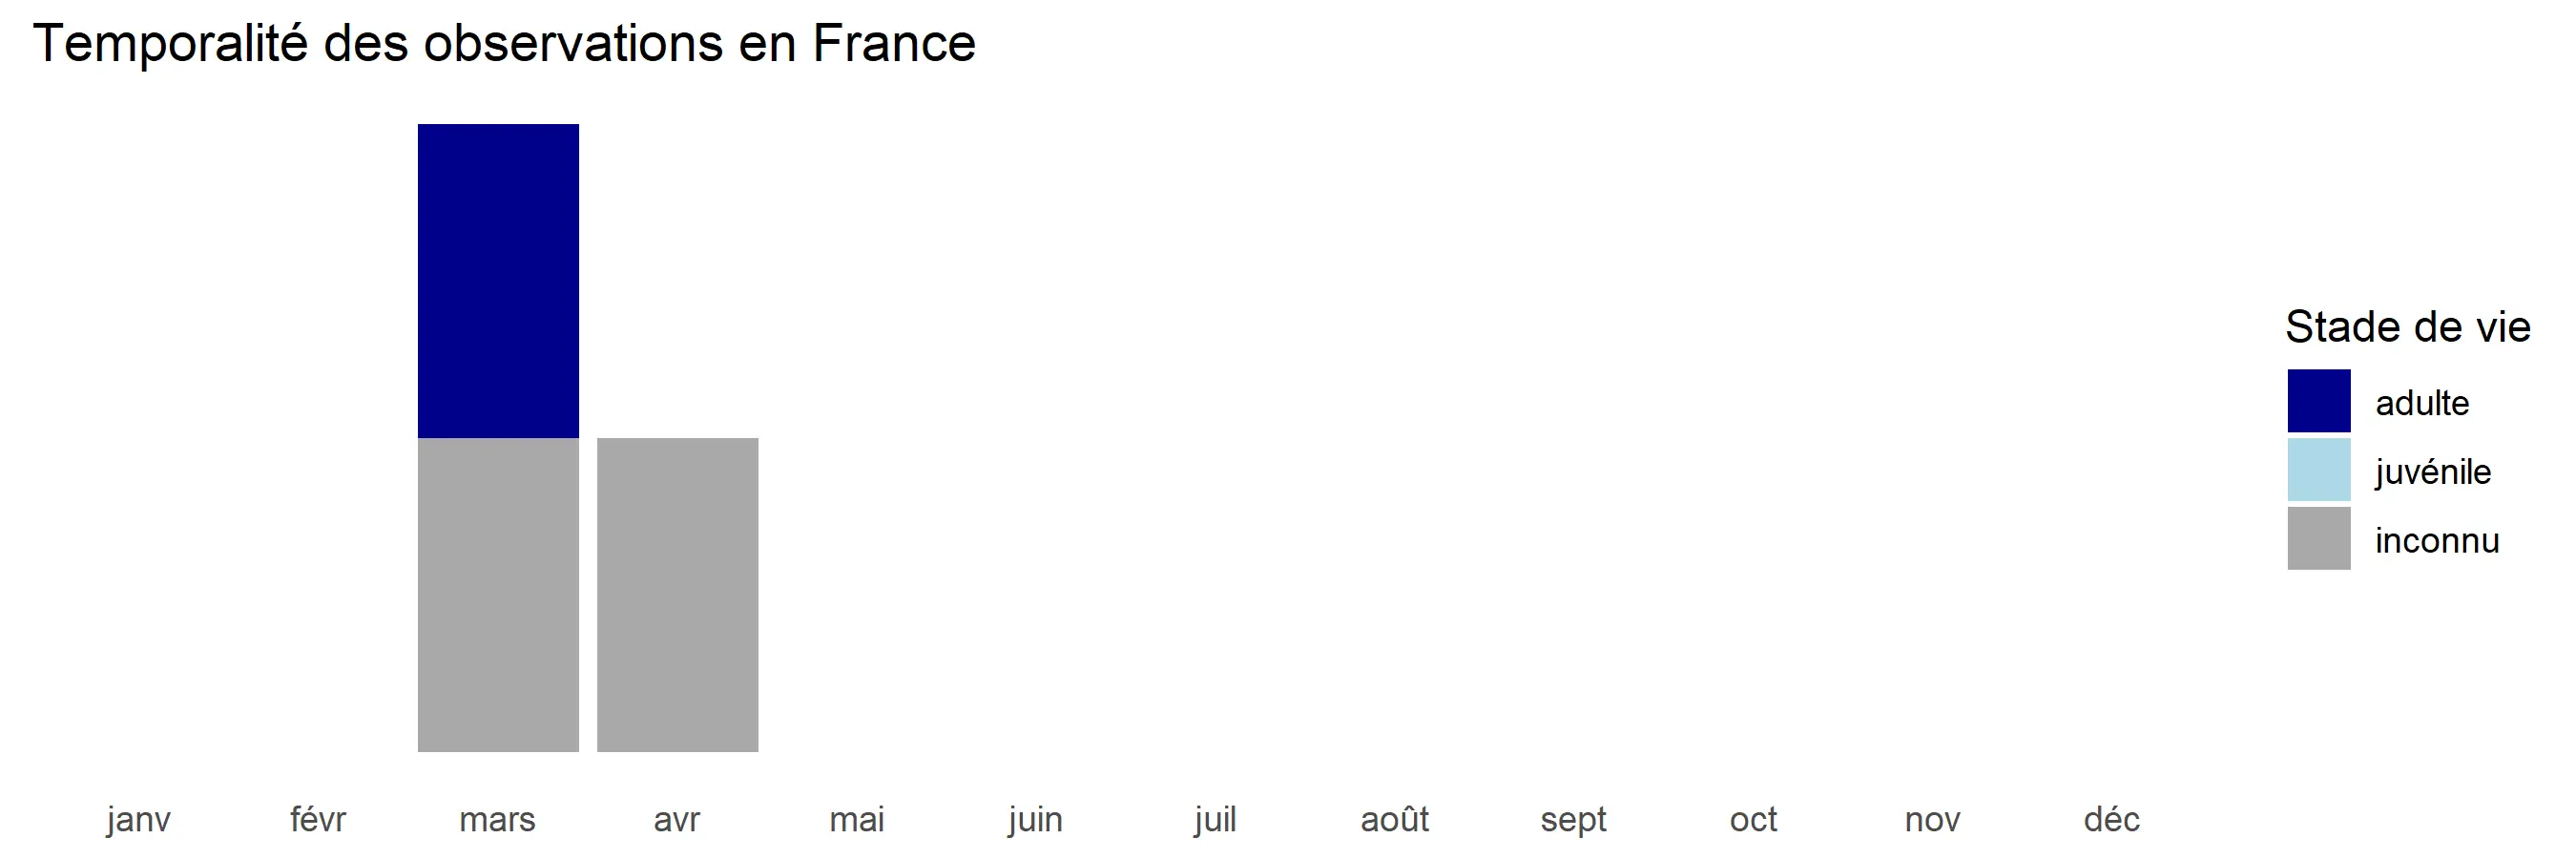 Temporalité des observations en France
Stade de vie
adulte
juvénile
inconnu
janv févr mars avr mai juin juil août sept oct nov déc